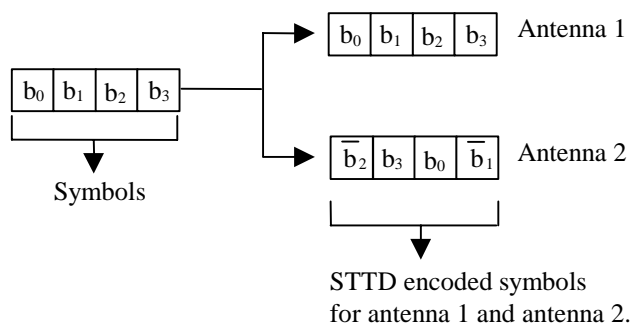 b₀ b₁ b₂ b₃ Antenna 1
b₀ b₁ b₂ b₃
b̅₂ b₃ b₀ b̅₁ Antenna 2
Symbols
STTD encoded symbols
for antenna 1 and antenna 2.